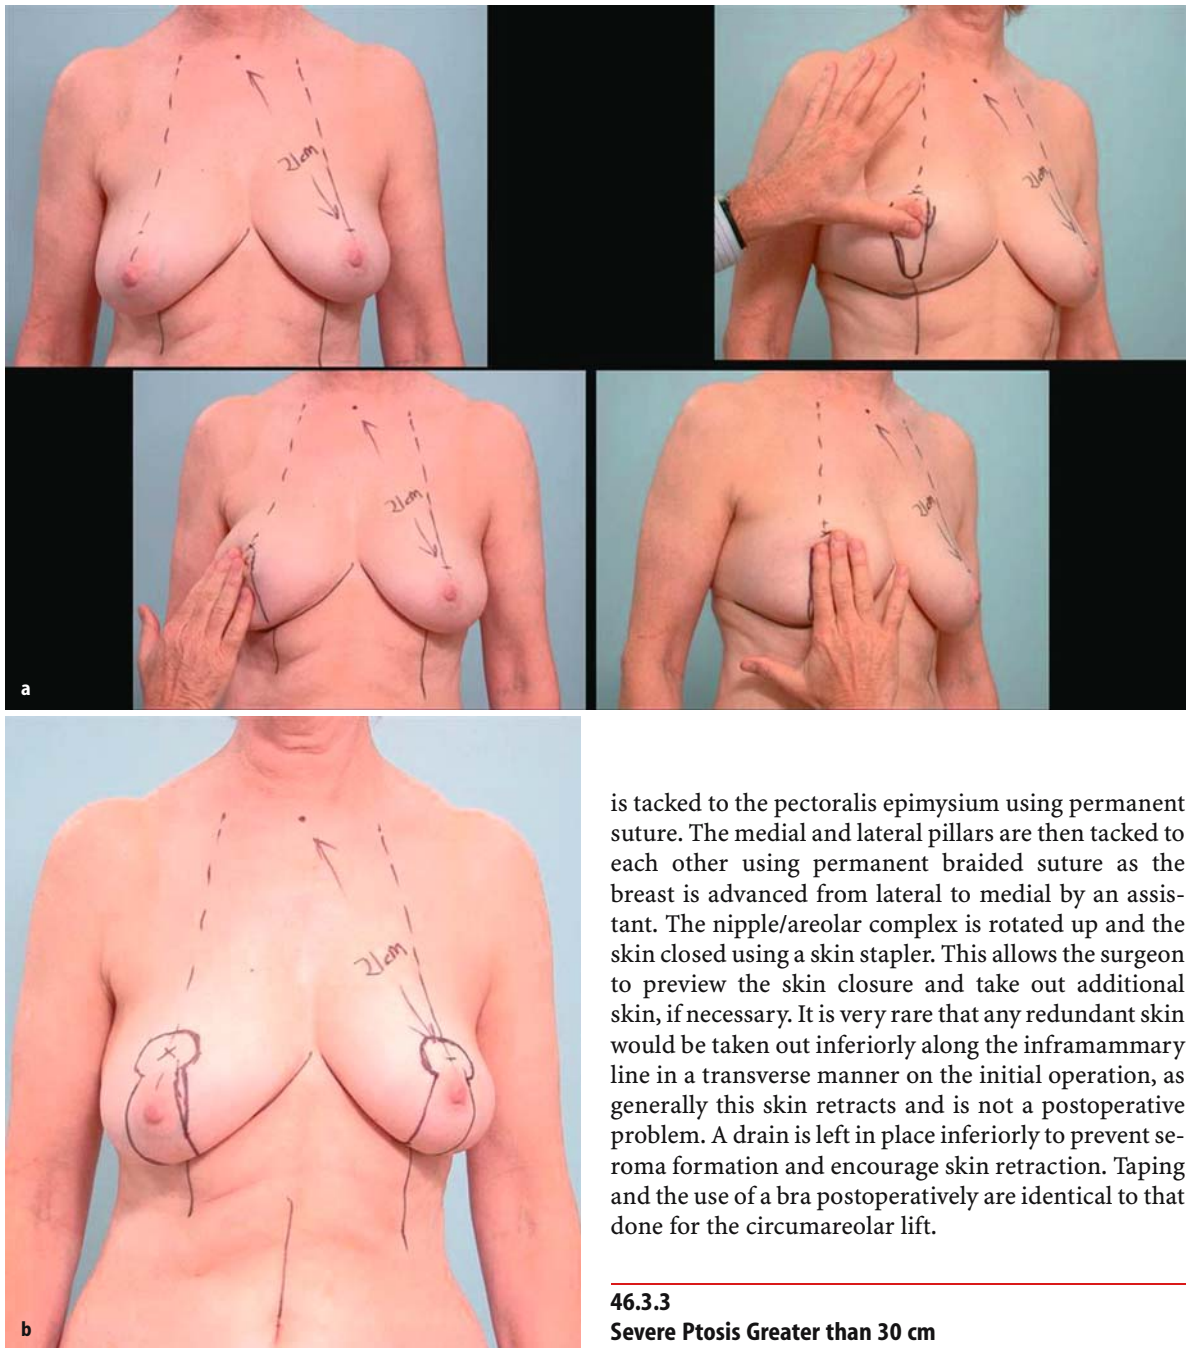 21cm
21cm
21cm
21cm
a
21cm
b
is tacked to the pectoralis epimysium using permanent
suture. The medial and lateral pillars are then tacked to
each other using permanent braided suture as the
breast is advanced from lateral to medial by an assis-
tant. The nipple/areolar complex is rotated up and the
skin closed using a skin stapler. This allows the surgeon
to preview the skin closure and take out additional
skin, if necessary. It is very rare that any redundant skin
would be taken out inferiorly along the inframammary
line in a transverse manner on the initial operation, as
generally this skin retracts and is not a postoperative
problem. A drain is left in place inferiorly to prevent se-
roma formation and encourage skin retraction. Taping
and the use of a bra postoperatively are identical to that
done for the circumareolar lift.
46.3.3
Severe Ptosis Greater than 30 cm